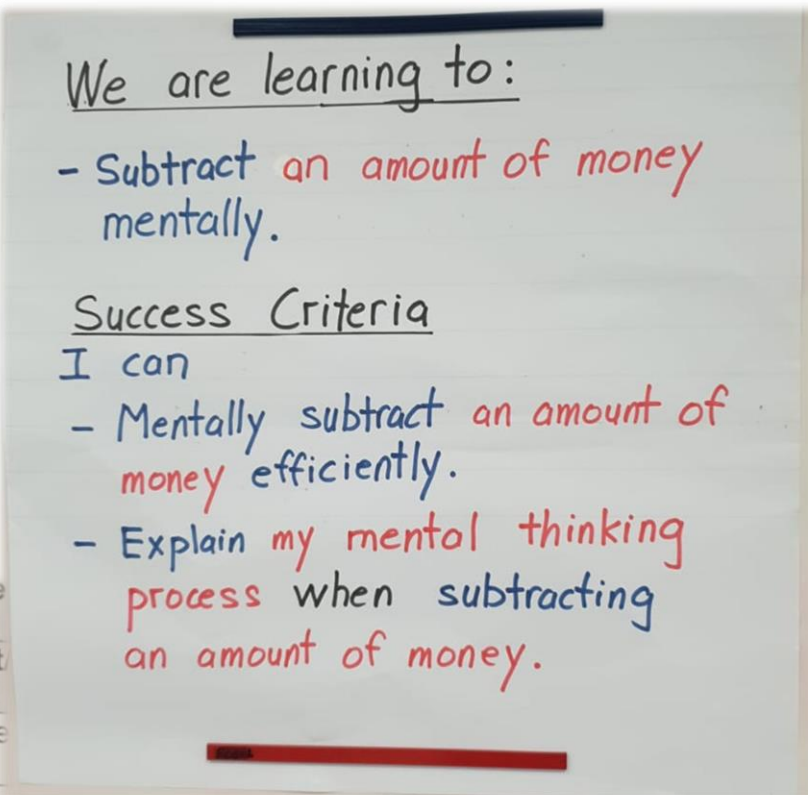 We are learning to:
- Subtract an amount of money
mentally.
Success Criteria
I can
- Mentally subtract an amount of
money efficiently.
- Explain my mental thinking
process when subtracting
an amount of money.